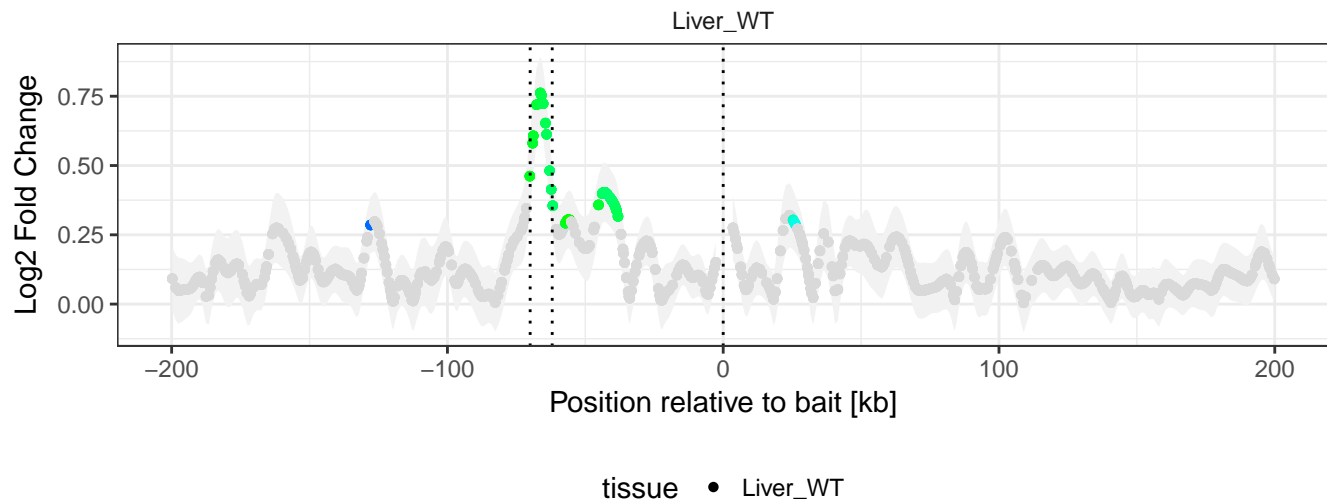 Liver_WT
Log2 Fold Change
0.75
0.50
0.25
0.00
−200
−100
0
100
200
Position relative to bait [kb]
tissue Liver_WT